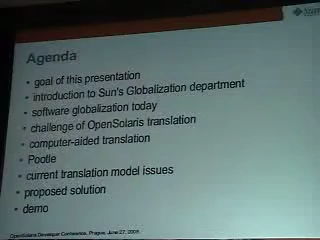 Sun
Agenda
• goal of this presentation
• introduction to Sun's Globalization department
• software globalization today
• challenge of OpenSolaris translation
• computer-aided translation
• Pootle
• current translation model issues
• proposed solution
• demo
OpenSolaris Developer Conference, Prague, June 27, 2008